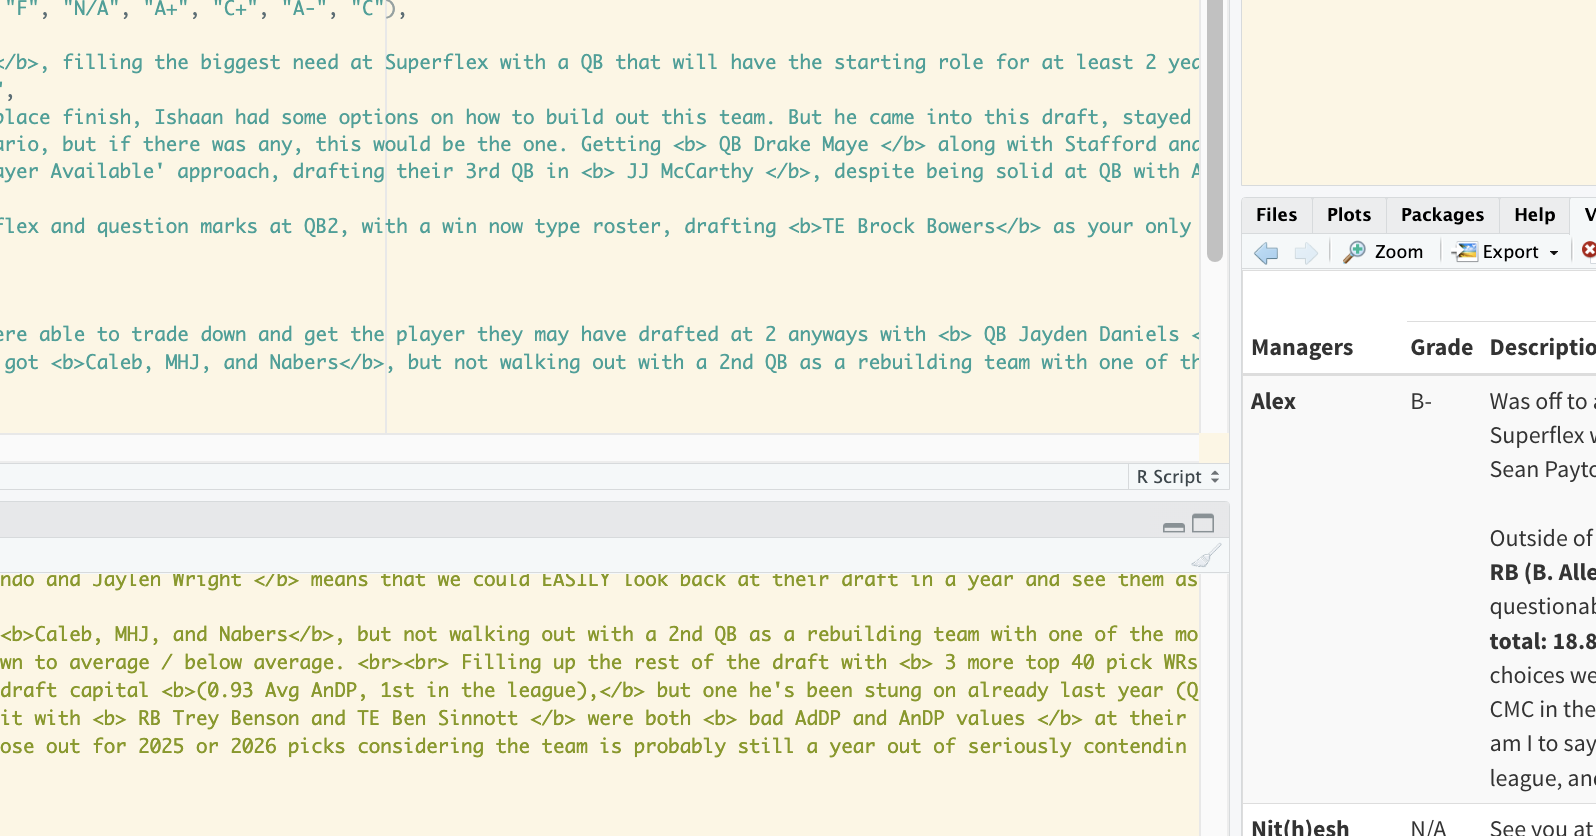 "F", "N/A", "A+", "C+", "A-", "C"),
</b>, filling the biggest need at Superflex with a QB that will have the starting role for at least 2 yea
',
place finish, Ishaan had some options on how to build out this team. But he came into this draft, stayed
ario, but if there was any, this would be the one. Getting <b> QB Drake Maye </b> along with Stafford and
ayer Available' approach, drafting their 3rd QB in <b> JJ McCarthy </b>, despite being solid at QB with A
flex and question marks at QB2, with a win now type roster, drafting <b>TE Brock Bowers</b> as your only
ere able to trade down and get the player they may have drafted at 2 anyways with <b> QB Jayden Daniels <
got <b>Caleb, MHJ, and Nabers</b>, but not walking out with a 2nd QB as a rebuilding team with one of th
R Script
ndo and Jaylen Wright </b> means that we could EASILY look back at their draft in a year and see them as
<b>Caleb, MHJ, and Nabers</b>, but not walking out with a 2nd QB as a rebuilding team with one of the mo
wn to average / below average. <br><br> Filling up the rest of the draft with <b> 3 more top 40 pick WRs
draft capital <b>(0.93 Avg AnDP, 1st in the league),</b> but one he's been stung on already last year (Q
it with <b> RB Trey Benson and TE Ben Sinnott </b> were both <b> bad AdDP and AnDP values </b> at their
ose out for 2025 or 2026 picks considering the team is probably still a year out of seriously contendin
Files Plots Packages Help V
Zoom Export
Managers Grade Descriptio
Alex B- Was off to a
Superflex w
Sean Payto
Outside of
RB (B. Alle
questionab
total: 18.8
choices we
CMC in the
am I to say
league, and
Nit(h)esh N/A See you at